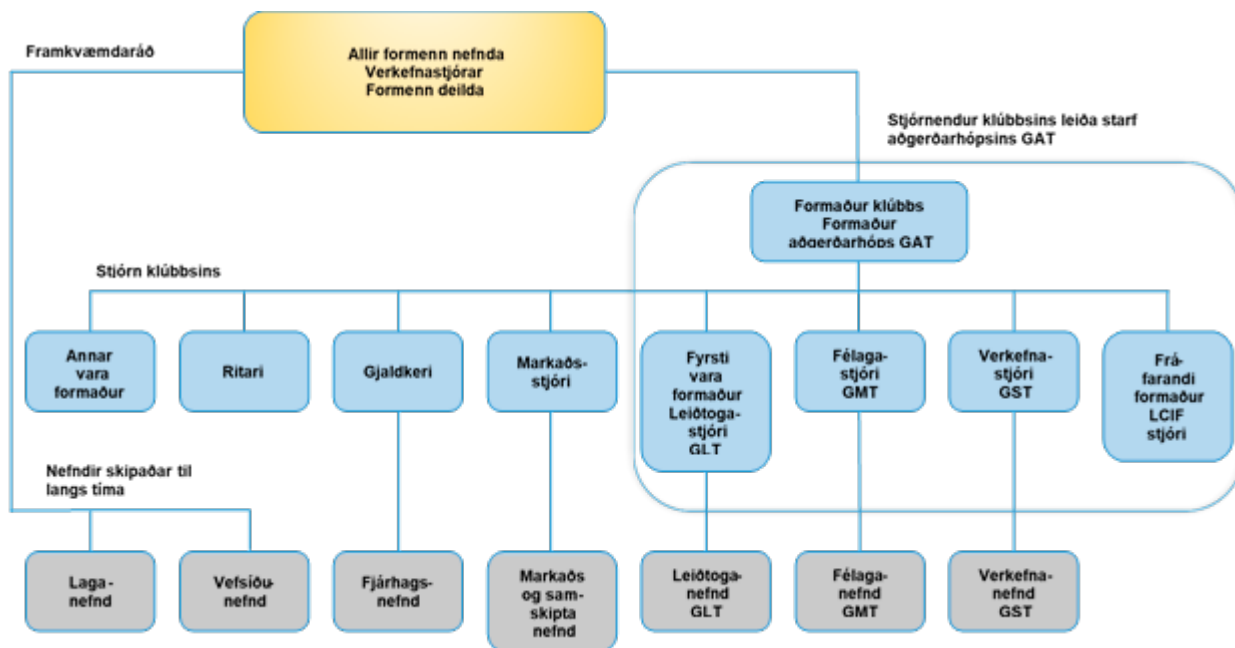 Framkvæmdaráð
Allir formenn nefnda
Verkefnastjórar
Formenn deilda
Stjórnendur klúbbsins leiða starf
aðgerðarhópsins GAT
Formaður klúbbs
Formaður
aðgerðarhóps GAT
Stjórn klúbbsins
Annar
vara
formaður
Ritari
Gjaldkeri
Markaðs-
stjóri
Fyrsti
vara
formaður
Leiðtoga-
stjóri
GLT
Félaga-
stjóri
GMT
Verkefna-
stjóri
GST
Frá-
farandi
formaður
LCIF
stjóri
Nefndir skipaðar til
langs tíma
Laga-
nefnd
Vefsíðu-
nefnd
Fjárhags-
nefnd
Markaðs
og sam-
skipta
nefnd
Leiðtoga-
nefnd
GLT
Félaga-
nefnd
GMT
Verkefna-
nefnd
GST